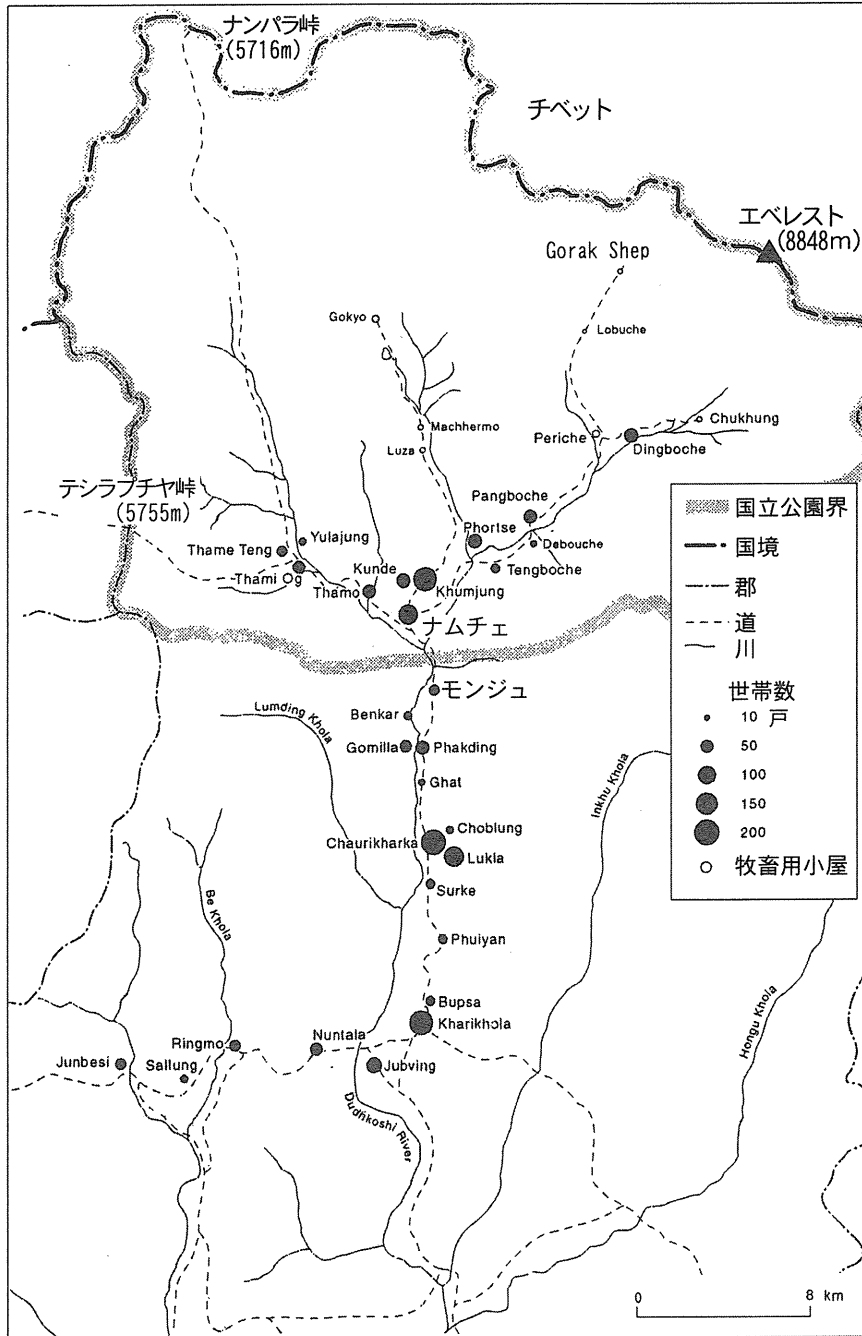 ナンパラ峠
(5716m)
チベット
エベレスト
(8848m)
Gorak Shep
Gokyo
Lobuche
Machhermo
Luza
Chukhung
Periche
Dingboche
テシラプチャ峠
(5755m)
Pangboche
Phortse
Debouche
Yulajung
Thame Teng
Thami Og
Kunde
Khumjung
Tengboche
Thamo
ナムチェ
モンジュ
Lumding Khola
Benkar
Gomilla
Phakding
Ghat
Inkhu Khola
Choblung
Chaurikharka
Lukla
Surke
Be Khola
Phuiyan
Bupsa
Kharikhola
Hongu Khola
Ringmo
Nuntala
Junbesi
Sallung
Jubving
Dudhkoshi River
国立公園界
国境
郡
道
川
世帯数
10 戸
50
100
150
200
牧畜用小屋
0 8 km